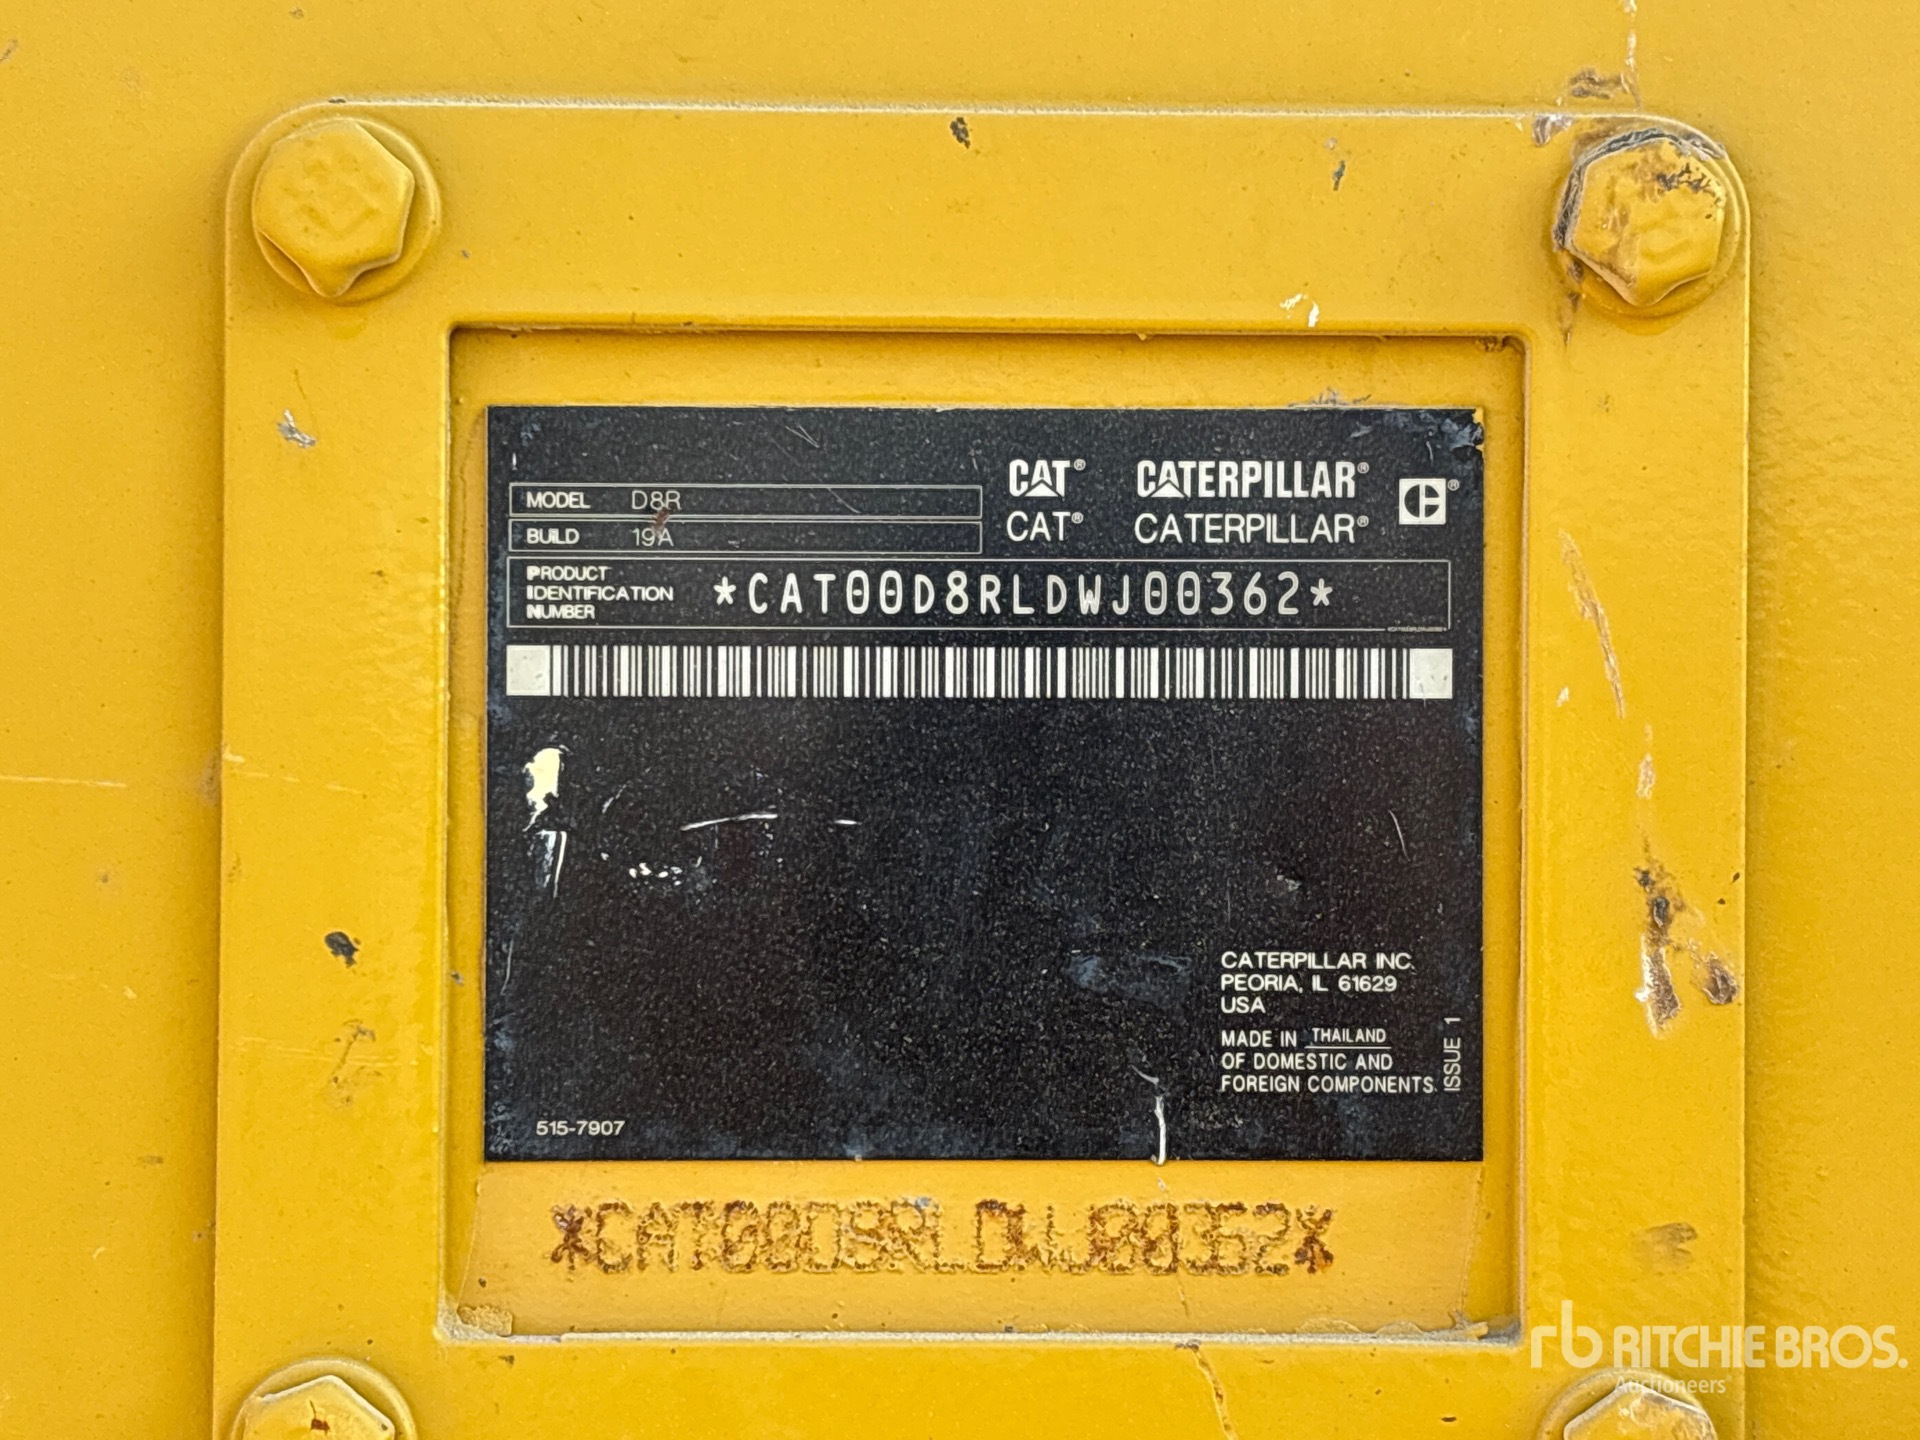 MODEL D8R
BUILD 19A
CAT® CATERPILLAR®
CAT® CATERPILLAR® ®
PRODUCT
IDENTIFICATION
NUMBER
*CAT00D8RLDWJ00362*
CATERPILLAR INC.
PEORIA, IL 61629
USA
MADE IN THAILAND
OF DOMESTIC AND
FOREIGN COMPONENTS
ISSUE 1
515-7907
*CAT00D8RLDWJ00362*
rb RITCHIE BROS.
Auctioneers